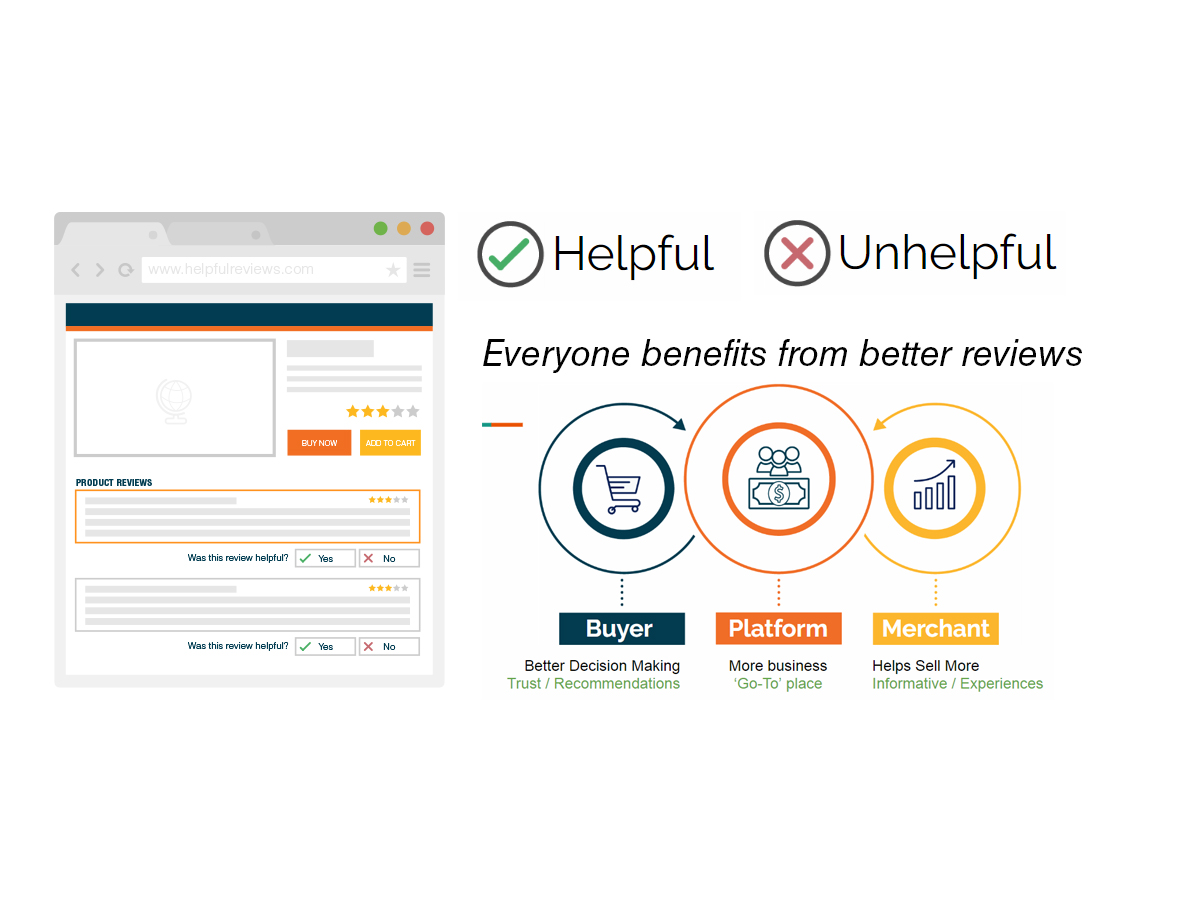 www.helpfulreviews.com
BUY NOW
ADD TO CART
PRODUCT REVIEWS
Was this review helpful? Yes No
Was this review helpful? Yes No
Helpful Unhelpful
Everyone benefits from better reviews
$
Buyer Platform Merchant
Better Decision Making More business Helps Sell More
Trust / Recommendations ‘Go-To’ place Informative / Experiences